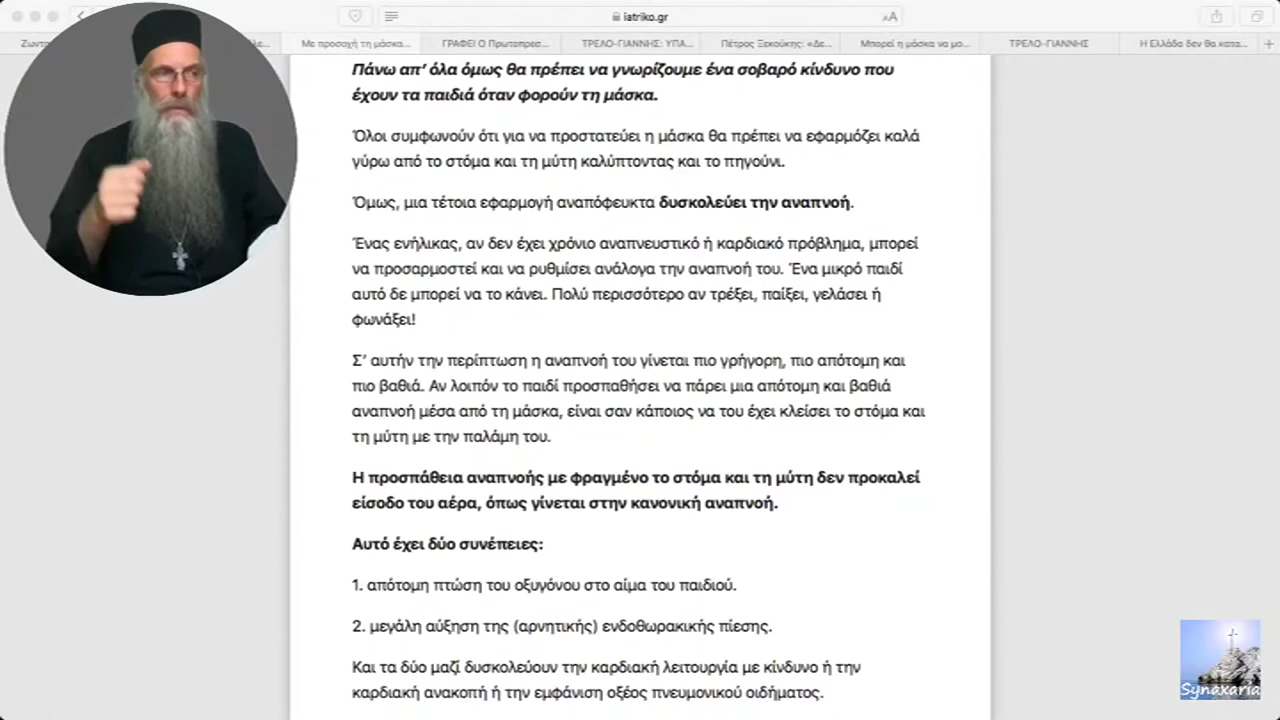 iatriko.gr
AA
Ζωντα
λε...
Με προσοχή τη μάσκα...
ΓΡΑΦΕΙ Ο Πρωτοπρεσ...
ΤΡΕΛΟ-ΓΙΑΝΝΗΣ: ΥΠΑ...
Πέτρος Ξεκούκης: «Δε...
Μπορεί η μάσκα να μο...
ΤΡΕΛΟ-ΓΙΑΝΝΗΣ
Η Ελλάδα δεν θα κατα...
Πάνω απ’ όλα όμως θα πρέπει να γνωρίζουμε ένα σοβαρό κίνδυνο που
έχουν τα παιδιά όταν φορούν τη μάσκα.
Όλοι συμφωνούν ότι για να προστατεύει η μάσκα θα πρέπει να εφαρμόζει καλά
γύρω από το στόμα και τη μύτη καλύπτοντας και το πηγούνι.
Όμως, μια τέτοια εφαρμογή αναπόφευκτα δυσκολεύει την αναπνοή.
Ένας ενήλικας, αν δεν έχει χρόνιο αναπνευστικό ή καρδιακό πρόβλημα, μπορεί
να προσαρμοστεί και να ρυθμίσει ανάλογα την αναπνοή του. Ένα μικρό παιδί
αυτό δε μπορεί να το κάνει. Πολύ περισσότερο αν τρέξει, παίξει, γελάσει ή
φωνάξει!
Σ’ αυτήν την περίπτωση η αναπνοή του γίνεται πιο γρήγορη, πιο απότομη και
πιο βαθιά. Αν λοιπόν το παιδί προσπαθήσει να πάρει μια απότομη και βαθιά
αναπνοή μέσα από τη μάσκα, είναι σαν κάποιος να του έχει κλείσει το στόμα και
τη μύτη με την παλάμη του.
Η προσπάθεια αναπνοής με φραγμένο το στόμα και τη μύτη δεν προκαλεί
είσοδο του αέρα, όπως γίνεται στην κανονική αναπνοή.
Αυτό έχει δύο συνέπειες:
1. απότομη πτώση του οξυγόνου στο αίμα του παιδιού.
2. μεγάλη αύξηση της (αρνητικής) ενδοθωρακικής πίεσης.
Και τα δύο μαζί δυσκολεύουν την καρδιακή λειτουργία με κίνδυνο ή την
καρδιακή ανακοπή ή την εμφάνιση οξέος πνευμονικού οιδήματος.
Synaxaria